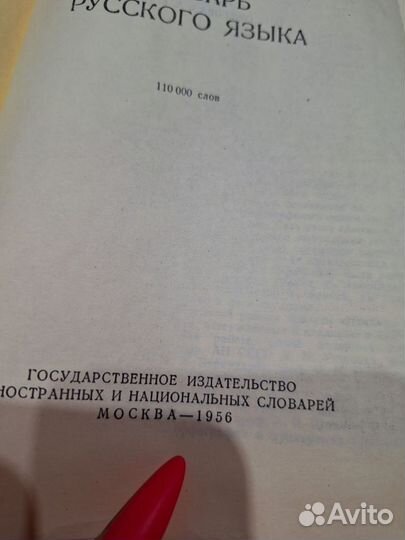 РУССКОГО ЯЗЫКА
110 000 слов
ГОСУДАРСТВЕННОЕ ИЗДАТЕЛЬСТВО
НОСТРАННЫХ И НАЦИОНАЛЬНЫХ СЛОВАРЕЙ
МОСКВА—1956
Avito